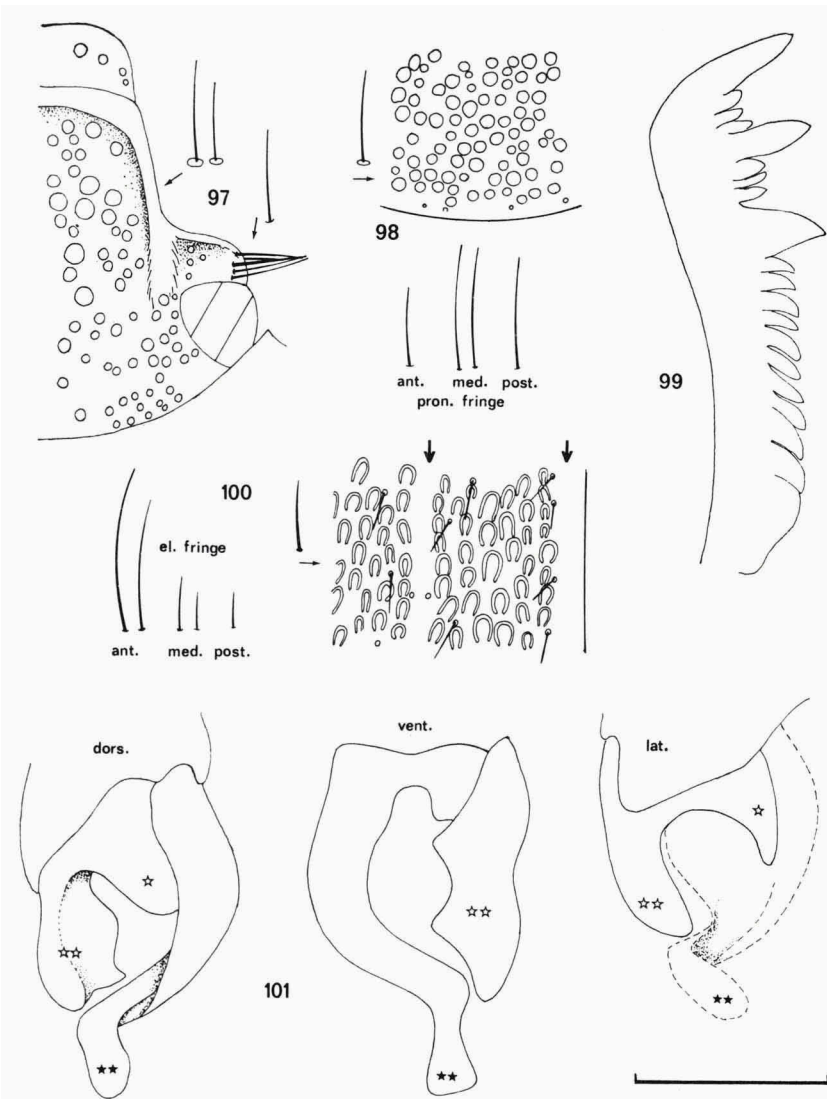 97
98
ant. med. post.
pron. fringe
99
100
el. fringe
ant. med. post.
dors.
vent.
lat.
☆
☆☆
★★
☆☆
★★
☆
☆☆
★★
101